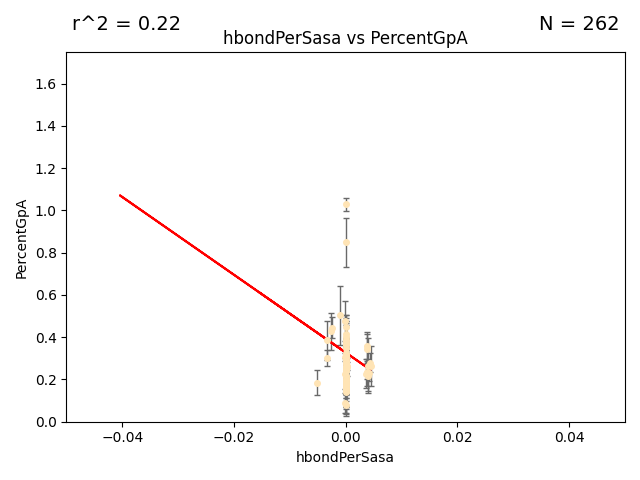 r^2 = 0.22
N = 262
hbondPerSasa vs PercentGpA
1.6
1.4
1.2
1.0
0.8
0.6
0.4
0.2
0.0
PercentGpA
−0.04
−0.02
0.00
0.02
0.04
hbondPerSasa